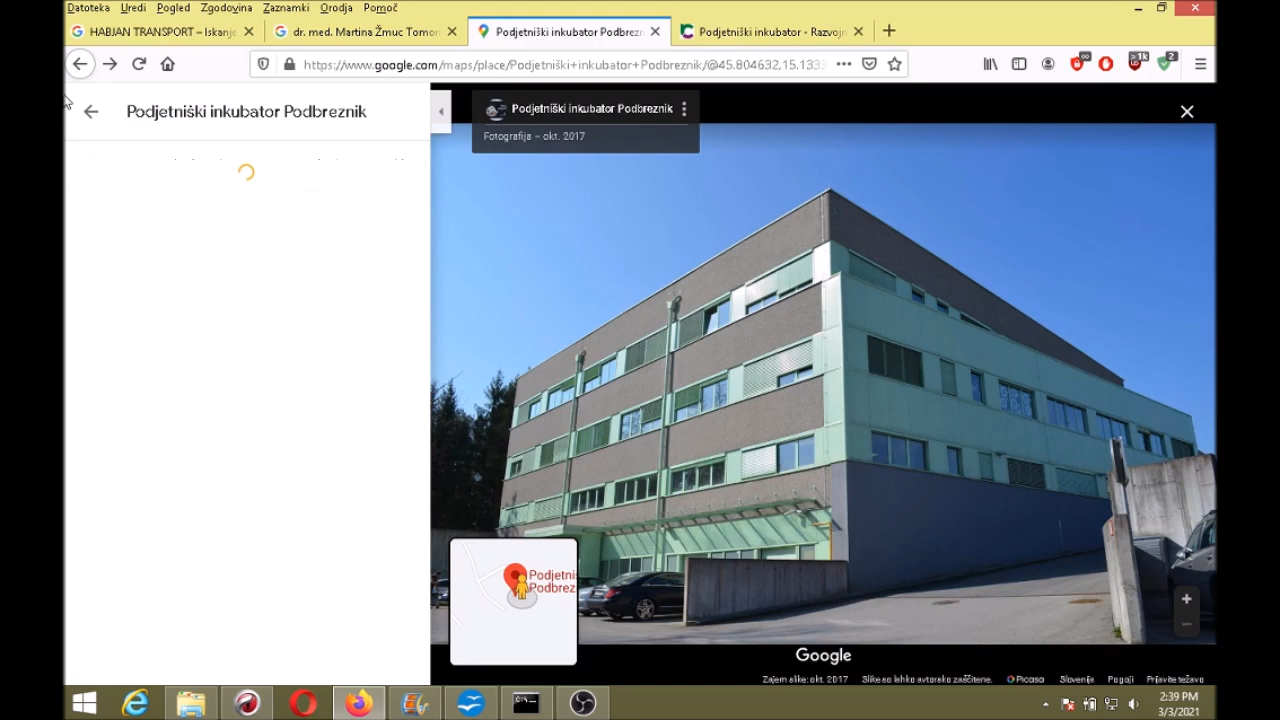 Datoteka Uredi Pogled Zgodovina Zaznamki Orodja Pomoč
HABJAN TRANSPORT – Iskanje
dr. med. Martina Žmuc Tomori
Podjetniški inkubator Podbrezn
Podjetniški inkubator - Razvojn
https://www.google.com/maps/place/Podjetniški+inkubator+Podbreznik/@45.804632,15.1333
Podjetniški inkubator Podbreznik
Podjetniški inkubator Podbreznik
Fotografija – okt. 2017
Podjetni
Podbrez
Google
Zajem slike: okt. 2017 Slike so lahko avtorsko zaščitene. Picasa Slovenija Pogoji Prijavite težavo
2:39 PM
3/3/2021